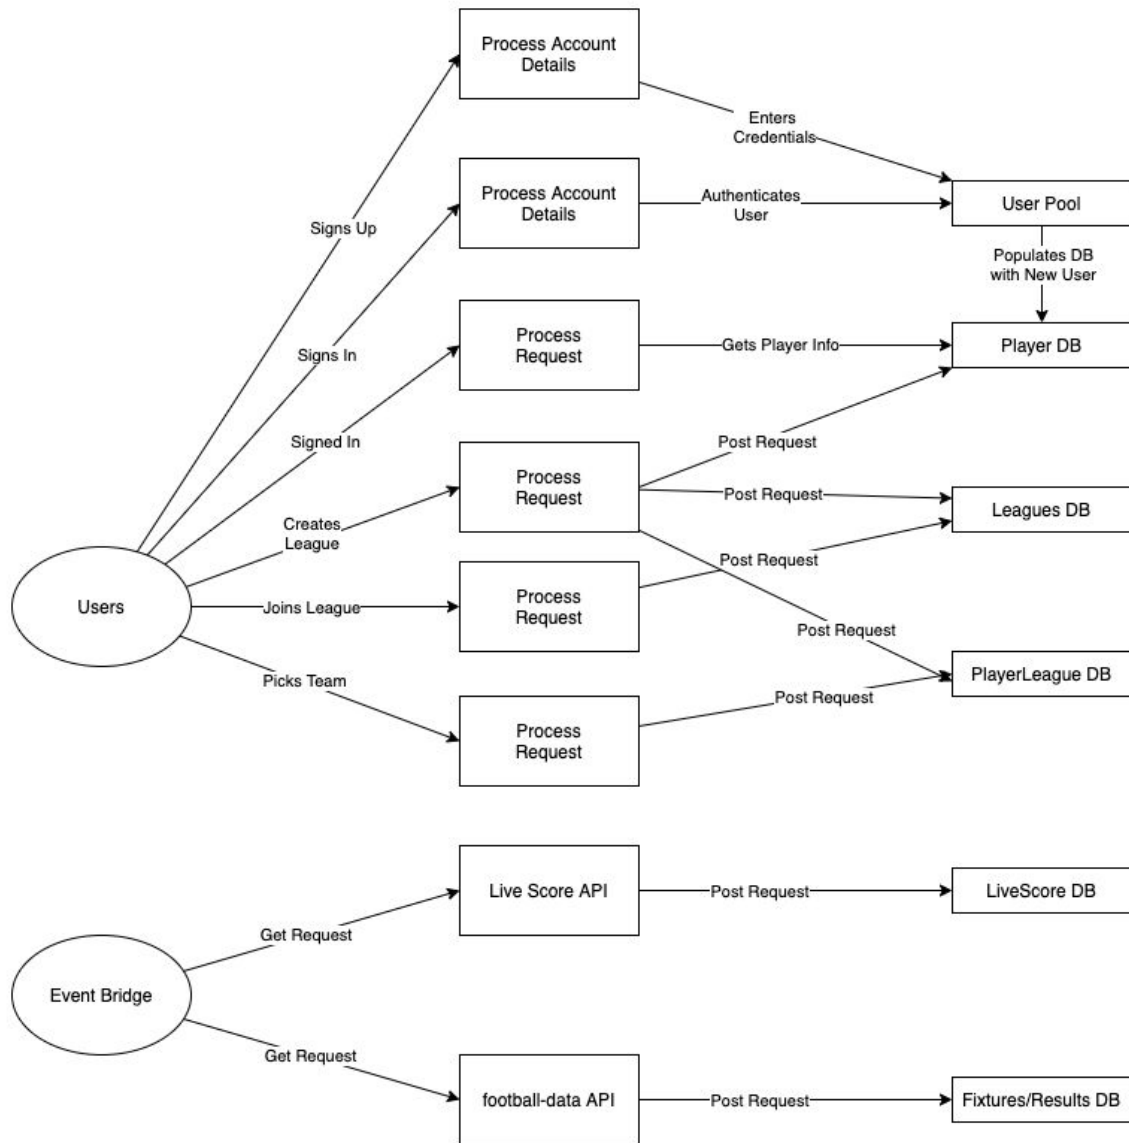 Process Account
Details
Enters
Credentials
Process Account
Details
Authenticates
User
User Pool
Signs Up
Populates DB
with New User
Process
Request
Gets Player Info
Player DB
Signs In
Signed In
Post Request
Process
Request
Post Request
Leagues DB
Creates
League
Post Request
Users
Joins League
Process
Request
Post Request
Picks Team
PlayerLeague DB
Post Request
Process
Request
Live Score API
Post Request
LiveScore DB
Get Request
Event Bridge
Get Request
football-data API
Post Request
Fixtures/Results DB